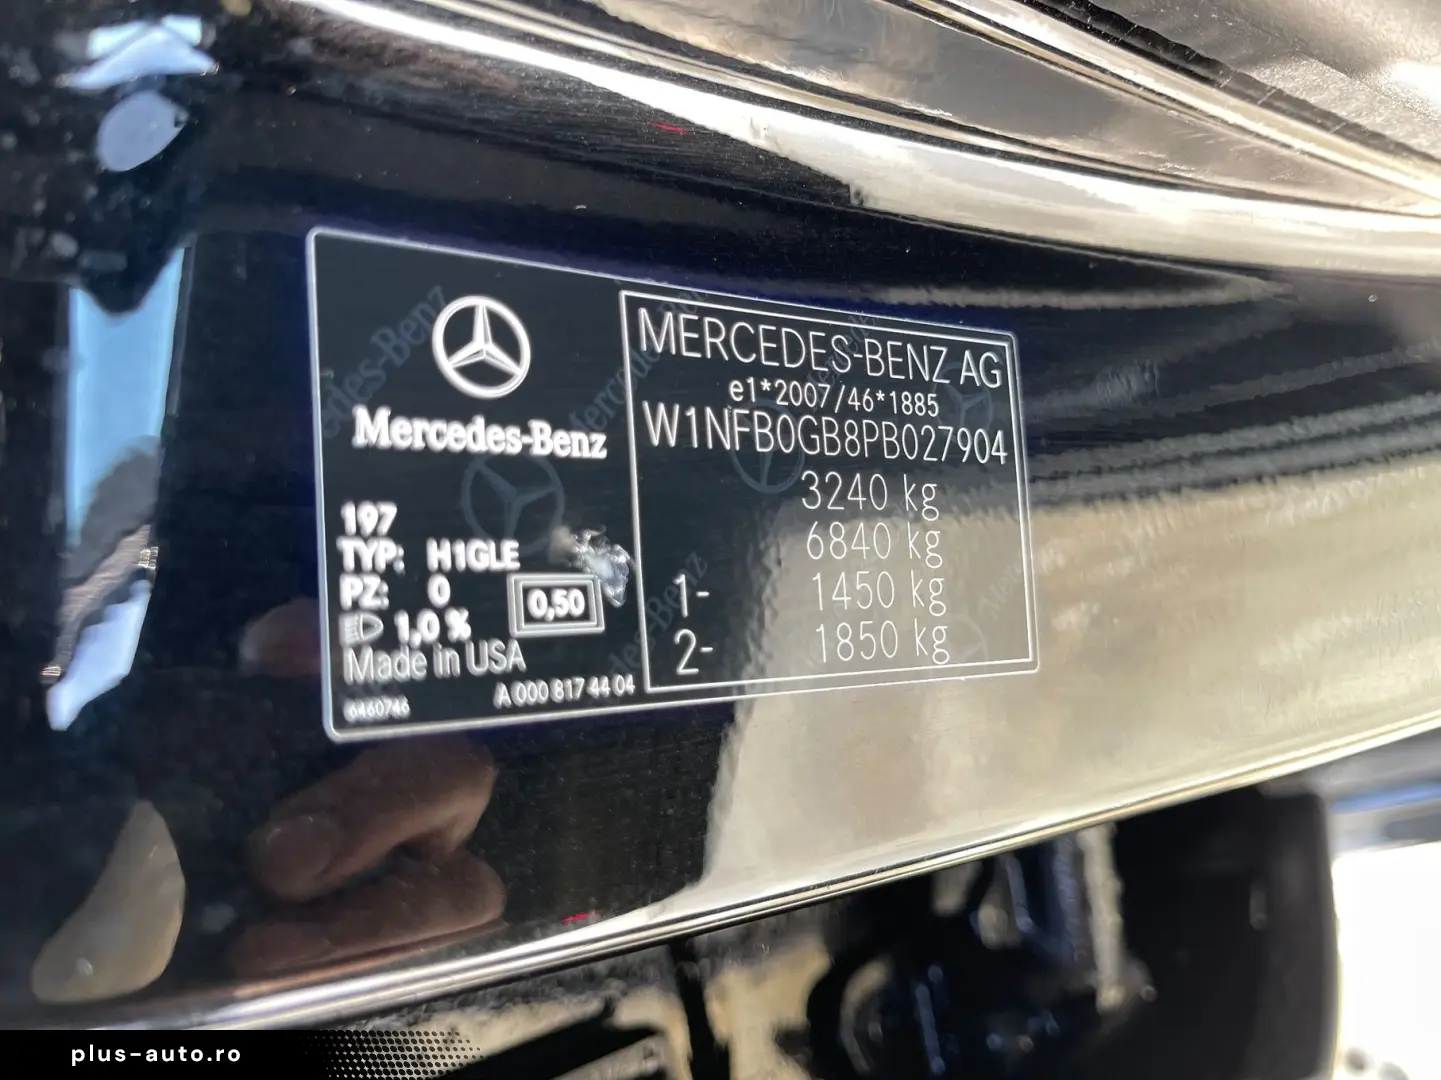 Mercedes-Benz
197
TYP: H1GLE
PZ: 0
1,0 %
0,50
Made in USA
A 000 817 44 04
6460746
MERCEDES-BENZ AG
e1*2007/46*1885
W1NFB0GB8PB027904
3240 kg
6840 kg
1- 1450 kg
2- 1850 kg
plus-auto.ro